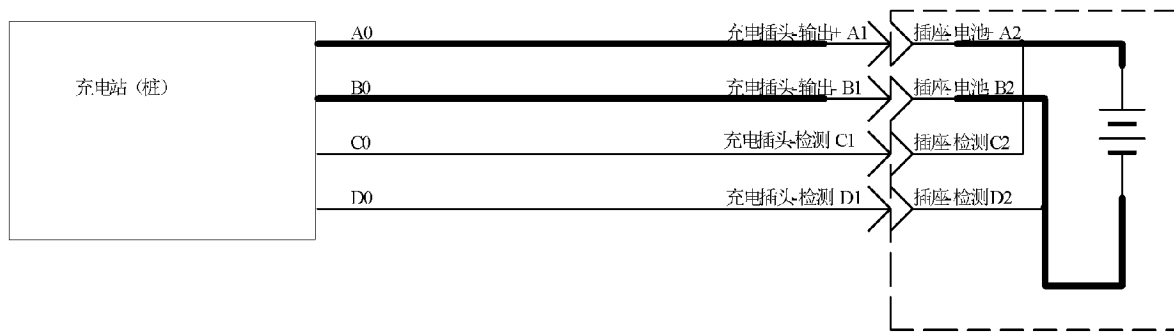 A0 充电插头-输出+ A1 插座-电池+ A2
充电站（桩）
B0 充电插头-输出- B1 插座-电池- B2
C0 充电插头-检测 C1 插座-检测C2
D0 充电插头-检测 D1 插座-检测D2